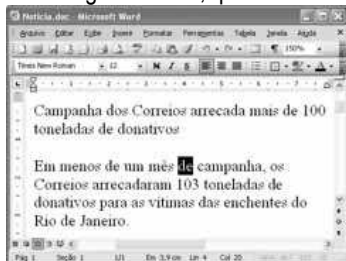 Noticia.doc - Microsoft Word
Arquivo Editar Exibir Inserir Formatar Ferramentas Tabela Janela Ajuda
150%
Times New Roman 12 N I S
Campanha dos Correios arrecada mais de 100
toneladas de donativos
Em menos de um mês de campanha, os
Correios arrecadaram 103 toneladas de
donativos para as vítimas das enchentes do
Rio de Janeiro.
Pág 1 Seção 1 1/1 Em 3,9 cm Lin 4 Col 20